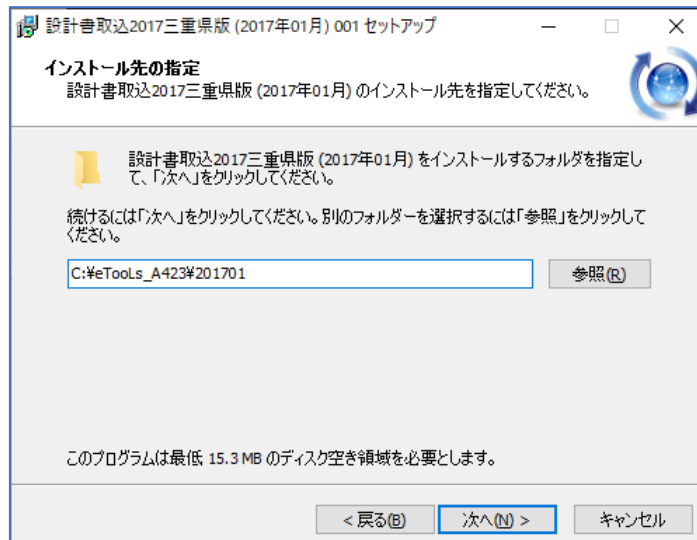 設計書取込2017三重県版 (2017年01月) 001 セットアップ
インストール先の指定
設計書取込2017三重県版 (2017年01月) のインストール先を指定してください。
設計書取込2017三重県版 (2017年01月) をインストールするフォルダを指定し
て、「次へ」をクリックしてください。
続けるには「次へ」をクリックしてください。別のフォルダーを選択するには「参照」をクリックして
ください。
C:¥eTooLs_A423¥201701
参照(R)
このプログラムは最低 15.3 MB のディスク空き領域を必要とします。
< 戻る(B)
次へ(N) >
キャンセル